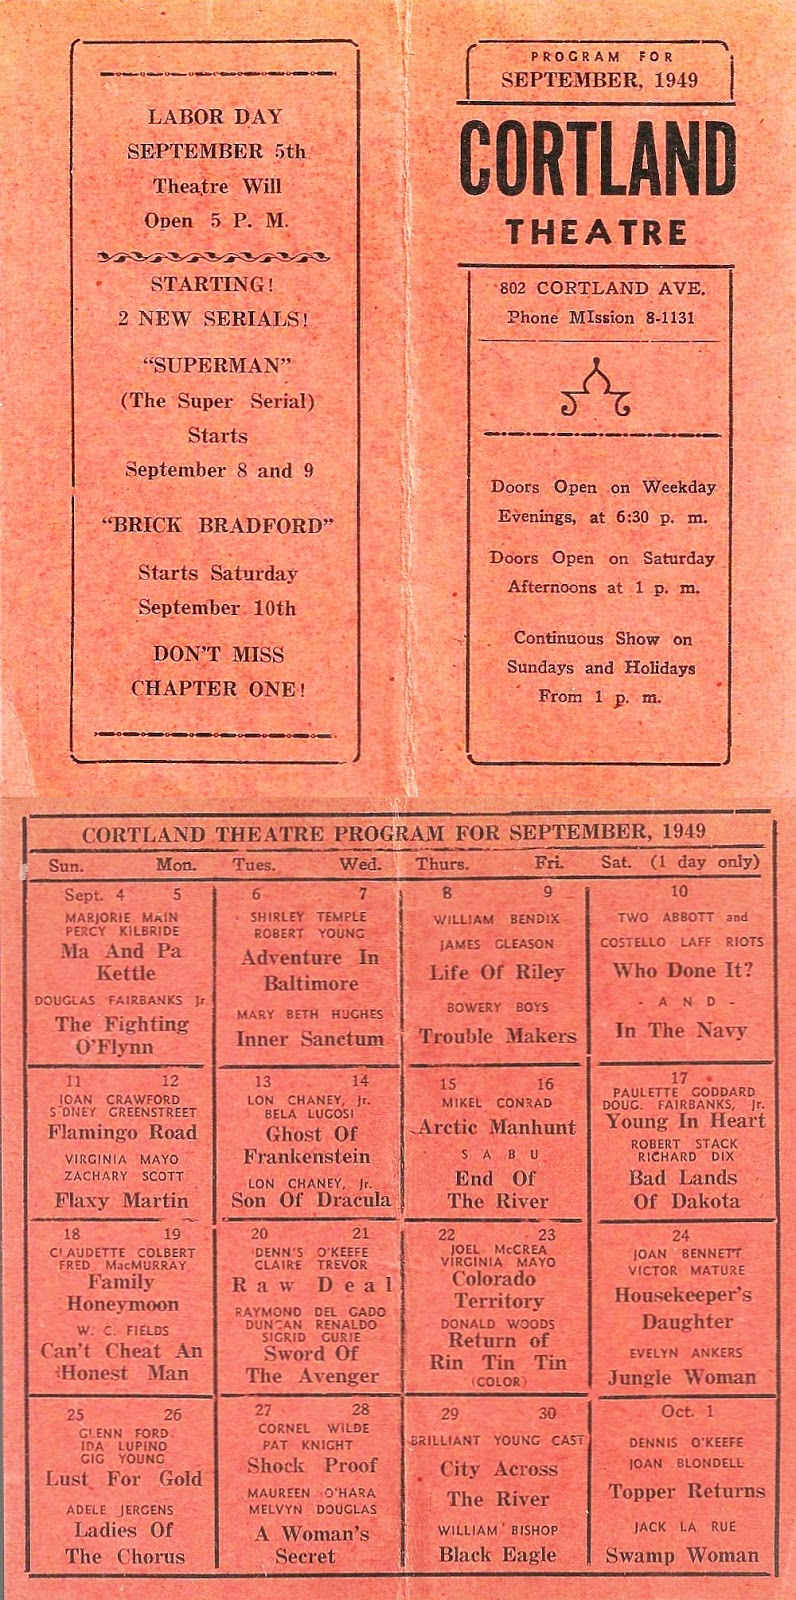 LABOR DAY
SEPTEMBER 5th
Theatre Will
Open 5 P. M.
STARTING!
2 NEW SERIALS!
"SUPERMAN"
(The Super Serial)
Starts
September 8 and 9
"BRICK BRADFORD"
Starts Saturday
September 10th
DON'T MISS
CHAPTER ONE!
PROGRAM FOR
SEPTEMBER, 1949
CORTLAND
THEATRE
802 CORTLAND AVE.
Phone MIssion 8-1131
Doors Open on Weekday
Evenings, at 6:30 p. m.
Doors Open on Saturday
Afternoons at 1 p. m.
Continuous Show on
Sundays and Holidays
From 1 p. m.
CORTLAND THEATRE PROGRAM FOR SEPTEMBER, 1949
Sun. Mon. Tues. Wed. Thurs. Fri. Sat. (1 day only)
Sept. 4 5
MARJORIE MAIN
PERCY KILBRIDE
Ma And Pa
Kettle
DOUGLAS FAIRBANKS Jr.
The Fighting
O'Flynn
6 7
SHIRLEY TEMPLE
ROBERT YOUNG
Adventure In
Baltimore
MARY BETH HUGHES
Inner Sanctum
8 9
WILLIAM BENDIX
JAMES GLEASON
Life Of Riley
BOWERY BOYS
Trouble Makers
10
TWO ABBOTT and
COSTELLO LAFF RIOTS
Who Done It?
- A N D -
In The Navy
11 12
JOAN CRAWFORD
S DNEY GREENSTREET
Flamingo Road
VIRGINIA MAYO
ZACHARY SCOTT
Flaxy Martin
13 14
LON CHANEY, Jr.
BELA LUGOSI
Ghost Of
Frankenstein
LON CHANEY, Jr.
Son Of Dracula
15 16
MIKEL CONRAD
Arctic Manhunt
S A B U
End Of
The River
17
PAULETTE GODDARD
DOUG. FAIRBANKS, Jr.
Young In Heart
ROBERT STACK
RICHARD DIX
Bad Lands
Of Dakota
18 19
CLAUDETTE COLBERT
FRED MacMURRAY
Family
Honeymoon
W. C. FIELDS
Can't Cheat An
Honest Man
20 21
DENN'S O'KEEFE
CLAIRE TREVOR
Raw Deal
RAYMOND DEL GADO
DUNCAN RENALDO
SIGRID GURIE
Sword Of
The Avenger
22 23
JOEL McCREA
VIRGINIA MAYO
Colorado
Territory
DONALD WOODS
Return of
Rin Tin Tin
(COLOR)
24
JOAN BENNETT
VICTOR MATURE
Housekeeper's
Daughter
EVELYN ANKERS
Jungle Woman
25 26
GLENN FORD
IDA LUPINO
GIG YOUNG
Lust For Gold
ADELE JERGENS
Ladies Of
The Chorus
27 28
CORNEL WILDE
PAT KNIGHT
Shock Proof
MAUREEN O'HARA
MELVYN DOUGLAS
A Woman's
Secret
29 30
BRILLIANT YOUNG CAST
City Across
The River
WILLIAM BISHOP
Black Eagle
Oct. 1
DENNIS O'KEEFE
JOAN BLONDELL
Topper Returns
JACK LA RUE
Swamp Woman